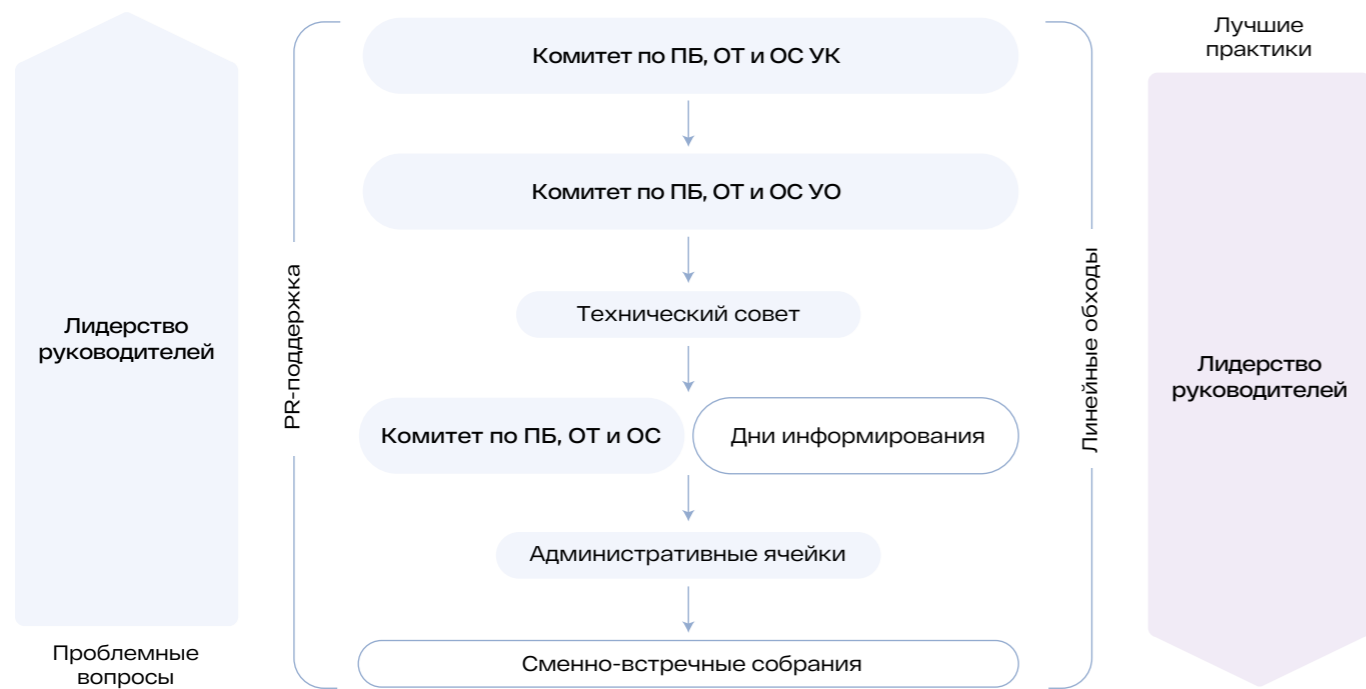 Лидерство
руководителей
Проблемные
вопросы
PR-поддержка
Комитет по ПБ, ОТ и ОС УК
Комитет по ПБ, ОТ и ОС УО
Технический совет
Комитет по ПБ, ОТ и ОС
Дни информирования
Административные ячейки
Сменно-встречные собрания
Линейные обходы
Лучшие
практики
Лидерство
руководителей